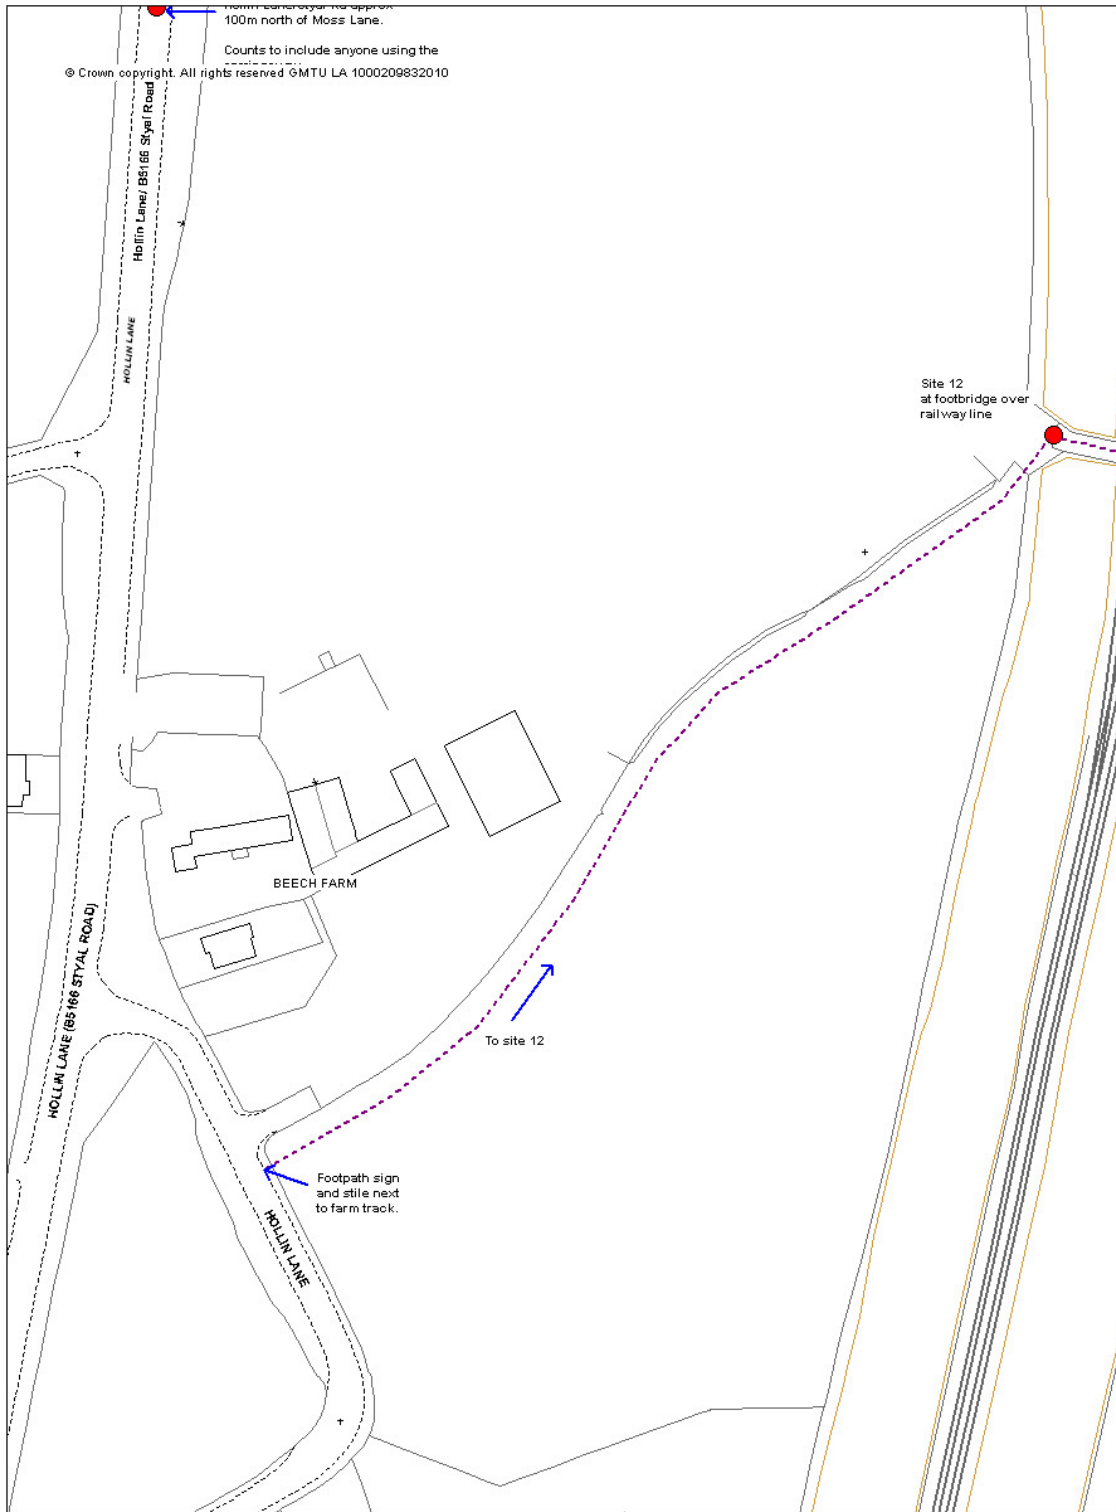 100m north of Moss Lane.
Counts to include anyone using the
© Crown copyright. All rights reserved GMTU LA 1000209832010
Hollin Lane/ B5166 Styal Road
HOLLIN LANE
Site 12
at footbridge over
railway line
BEECH FARM
HOLLIN LANE (B5166 STYAL ROAD)
To site 12
Footpath sign
and stile next
to farm track.
HOLLIN LANE